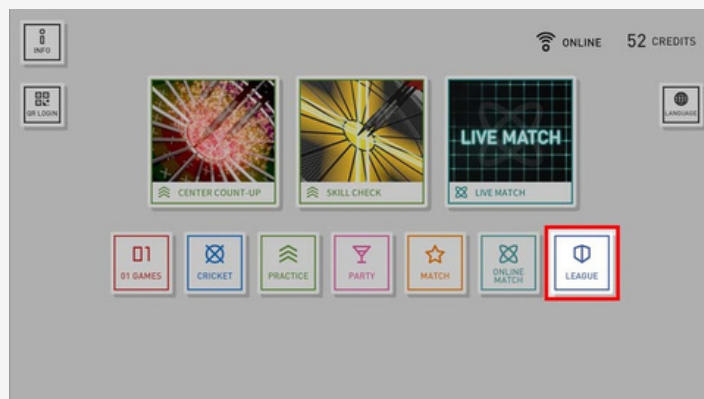 INFO
ONLINE
52 CREDITS
QR LOGIN
LANGUAGE
LIVE MATCH
CENTER COUNT-UP
SKILL CHECK
LIVE MATCH
01
01 GAMES
CRICKET
PRACTICE
PARTY
MATCH
ONLINE
MATCH
LEAGUE